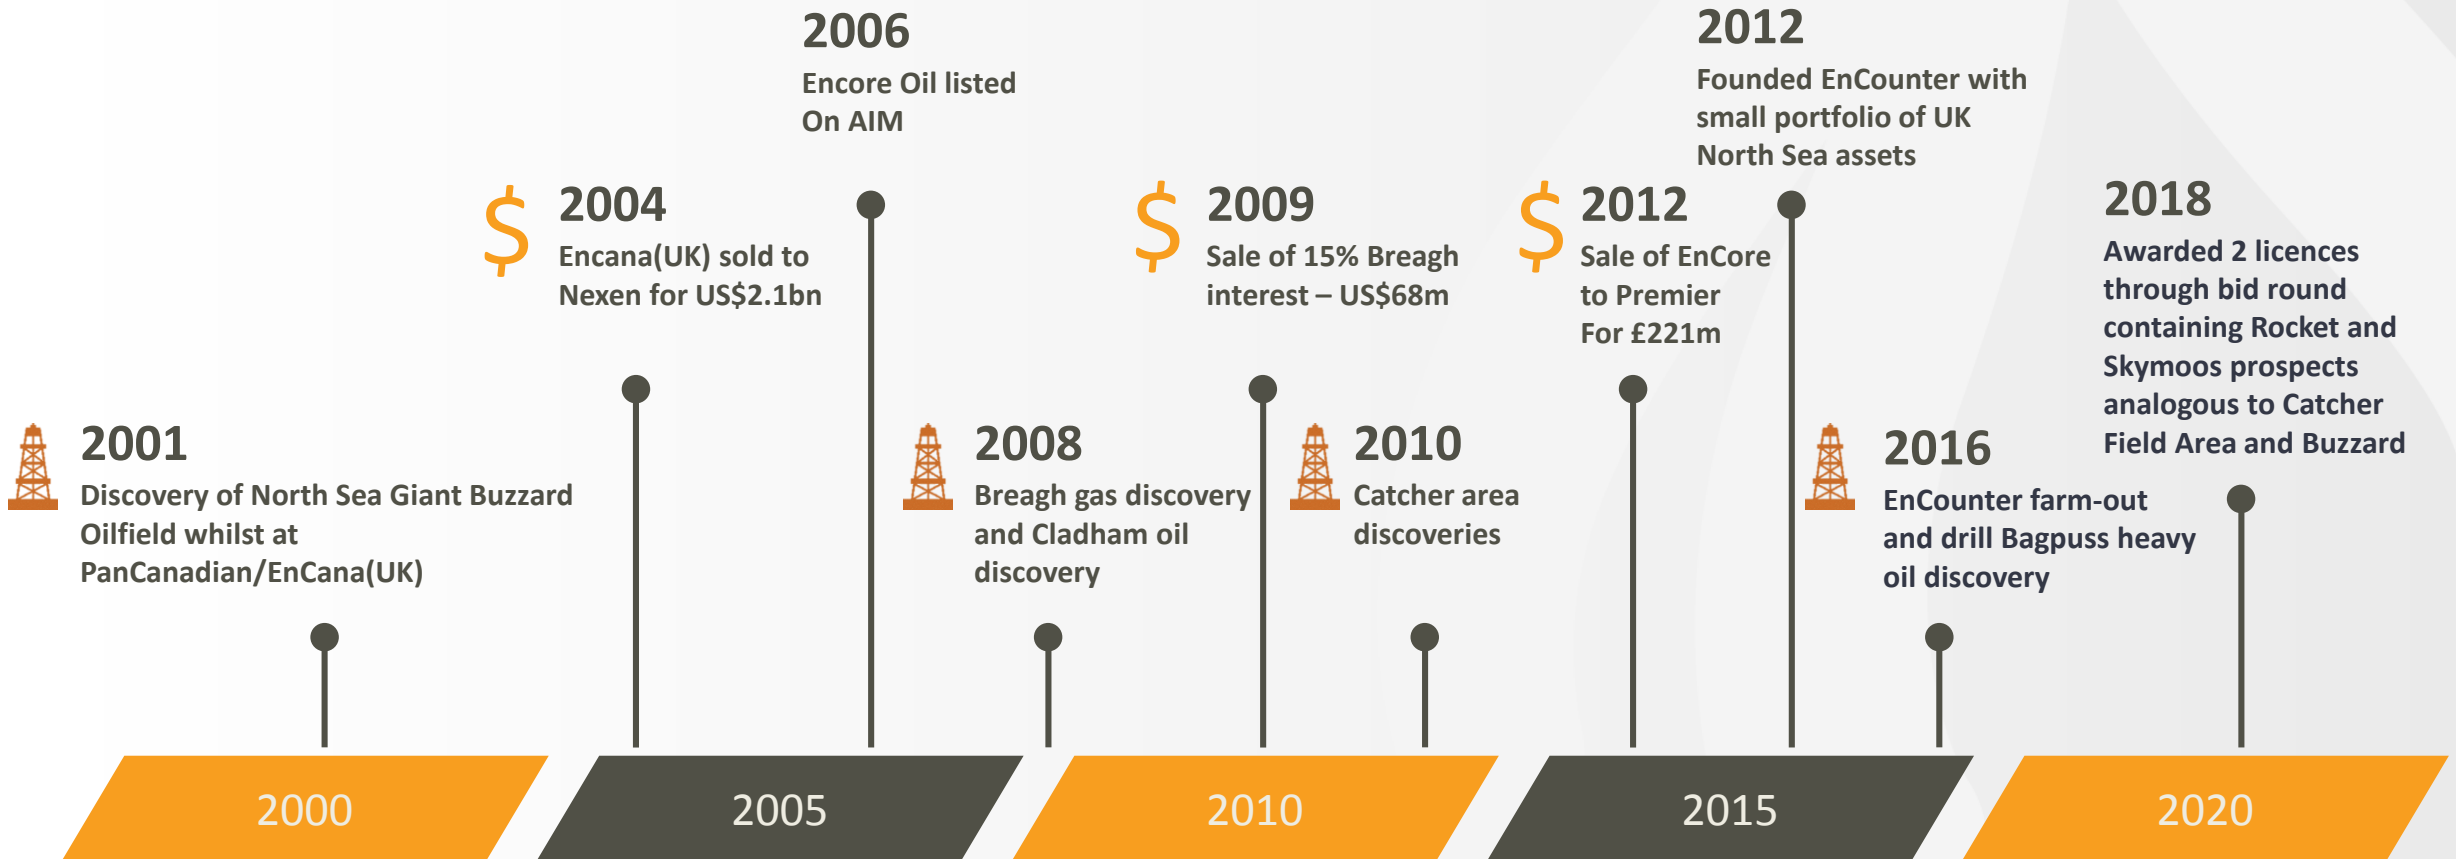 2006
Encore Oil listed
On AIM
2012
Founded EnCounter with
small portfolio of UK
North Sea assets
$
2004
Encana(UK) sold to
Nexen for US$2.1bn
$
2009
Sale of 15% Breagh
interest – US$68m
$
2012
Sale of EnCore
to Premier
For £221m
2018
Awarded 2 licences
through bid round
containing Rocket and
Skymoos prospects
analogous to Catcher
Field Area and Buzzard
2001
Discovery of North Sea Giant Buzzard
Oilfield whilst at
PanCanadian/EnCana(UK)
2008
Breagh gas discovery
and Cladham oil
discovery
2010
Catcher area
discoveries
2016
EnCounter farm-out
and drill Bagpuss heavy
oil discovery
2000
2005
2010
2015
2020